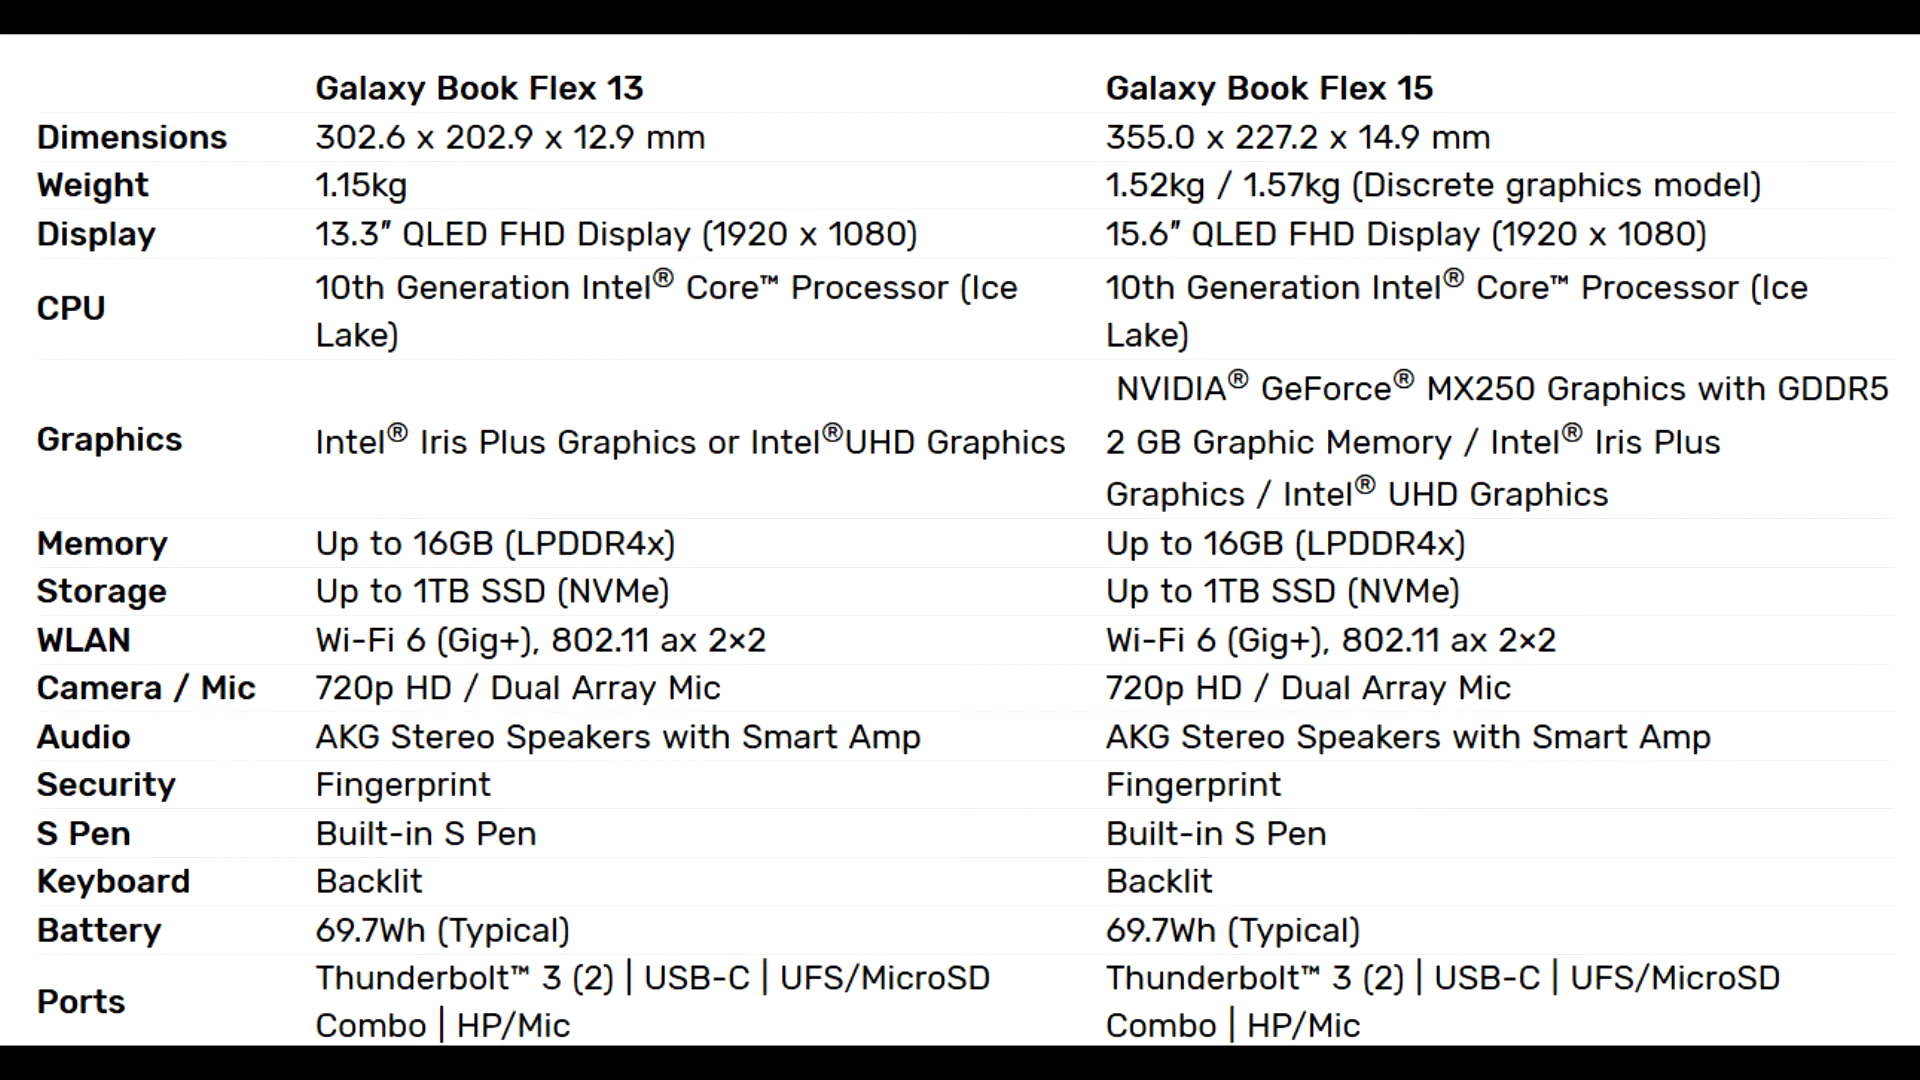 Galaxy Book Flex 13 Galaxy Book Flex 15
Dimensions 302.6 x 202.9 x 12.9 mm 355.0 x 227.2 x 14.9 mm
Weight 1.15kg 1.52kg / 1.57kg (Discrete graphics model)
Display 13.3” QLED FHD Display (1920 x 1080) 15.6” QLED FHD Display (1920 x 1080)
CPU 10th Generation Intel® Core™ Processor (Ice Lake) 10th Generation Intel® Core™ Processor (Ice Lake)
Graphics Intel® Iris Plus Graphics or Intel®UHD Graphics NVIDIA® GeForce® MX250 Graphics with GDDR5 2 GB Graphic Memory / Intel® Iris Plus Graphics / Intel® UHD Graphics
Memory Up to 16GB (LPDDR4x) Up to 16GB (LPDDR4x)
Storage Up to 1TB SSD (NVMe) Up to 1TB SSD (NVMe)
WLAN Wi-Fi 6 (Gig+), 802.11 ax 2×2 Wi-Fi 6 (Gig+), 802.11 ax 2×2
Camera / Mic 720p HD / Dual Array Mic 720p HD / Dual Array Mic
Audio AKG Stereo Speakers with Smart Amp AKG Stereo Speakers with Smart Amp
Security Fingerprint Fingerprint
S Pen Built-in S Pen Built-in S Pen
Keyboard Backlit Backlit
Battery 69.7Wh (Typical) 69.7Wh (Typical)
Ports Thunderbolt™ 3 (2) | USB-C | UFS/MicroSD Combo | HP/Mic Thunderbolt™ 3 (2) | USB-C | UFS/MicroSD Combo | HP/Mic